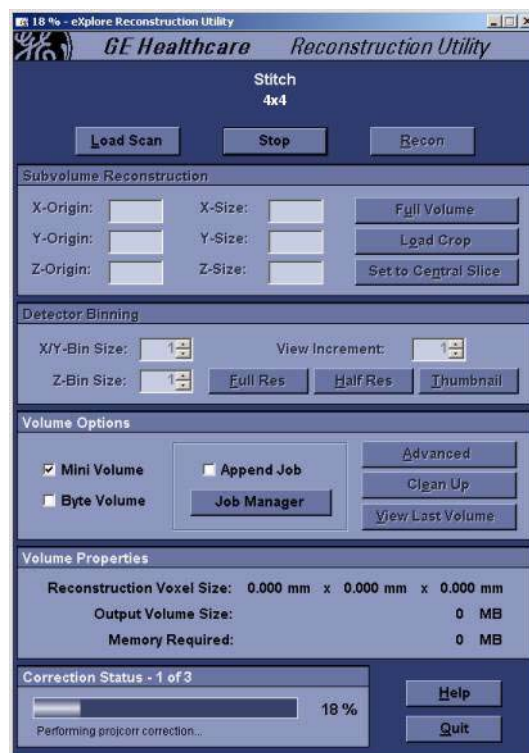 18 % - eXplore Reconstruction Utility
GE Healthcare Reconstruction Utility
Stitch
4x4
Load Scan Stop Recon
Subvolume Reconstruction
X-Origin: X-Size: Full Volume
Y-Origin: Y-Size: Load Crop
Z-Origin: Z-Size: Set to Central Slice
Detector Binning
X/Y-Bin Size: 1 View Increment: 1
Z-Bin Size: 1 Full Res Half Res Thumbnail
Volume Options
Mini Volume Append Job Advanced
Byte Volume Job Manager Clean Up
View Last Volume
Volume Properties
Reconstruction Voxel Size: 0.000 mm x 0.000 mm x 0.000 mm
Output Volume Size: 0 MB
Memory Required: 0 MB
Correction Status - 1 of 3
18 % Help
Performing projcorr correction... Quit